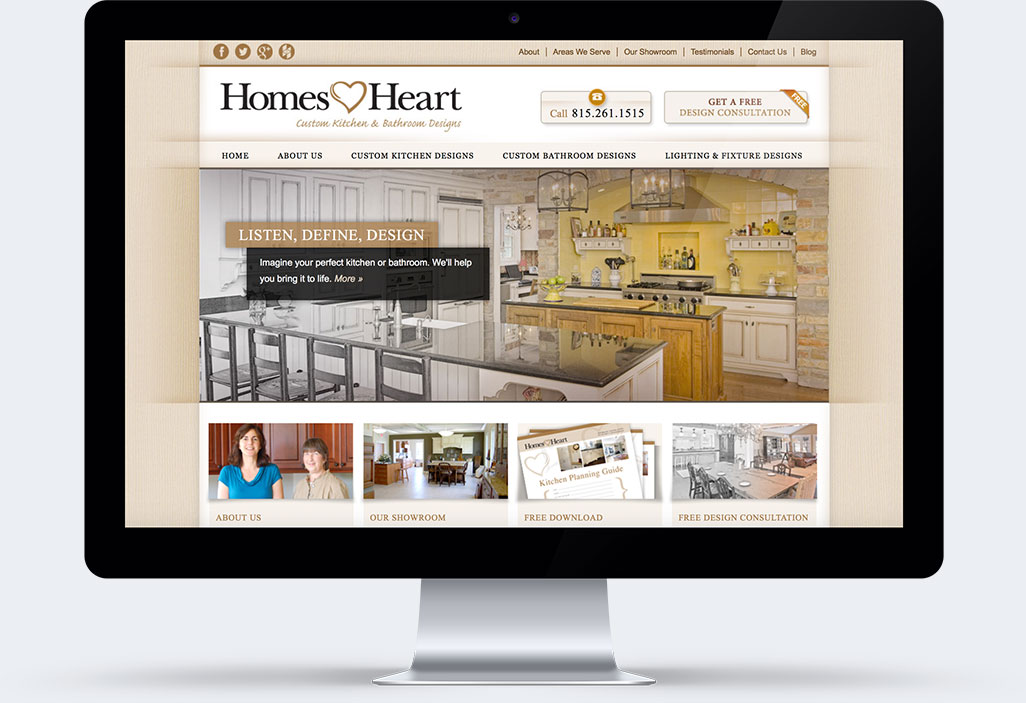 About | Areas We Serve | Our Showroom | Testimonials | Contact Us | Blog
Homes Heart
Custom Kitchen & Bathroom Designs
Call 815.261.1515
GET A FREE
DESIGN CONSULTATION
FREE
HOME ABOUT US CUSTOM KITCHEN DESIGNS CUSTOM BATHROOM DESIGNS LIGHTING & FIXTURE DESIGNS
LISTEN, DEFINE, DESIGN
Imagine your perfect kitchen or bathroom. We'll help
you bring it to life. More »
Homes Heart
Kitchen Planning Guide
ABOUT US
OUR SHOWROOM
FREE DOWNLOAD
FREE DESIGN CONSULTATION